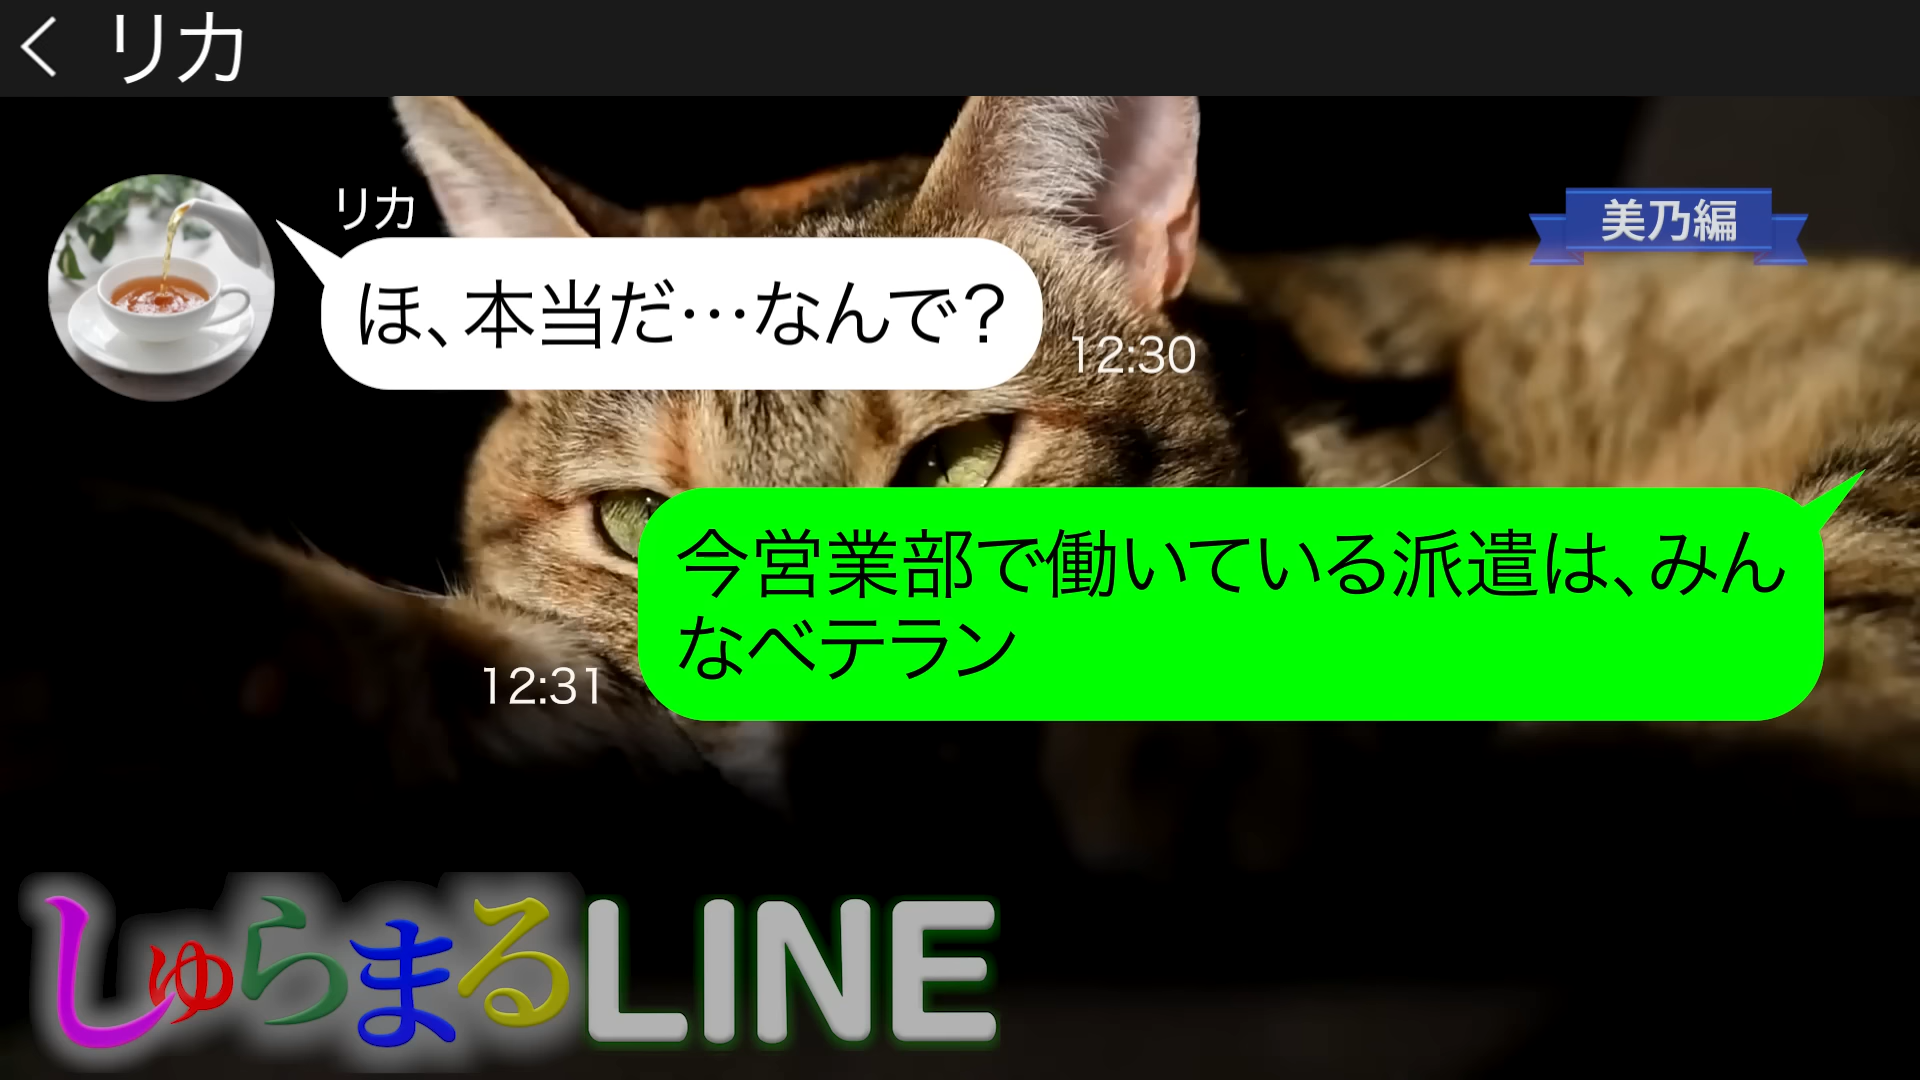 リカ
リカ
美乃編
ほ、本当だ…なんで?
12:30
今営業部で働いている派遣は、みん
なベテラン
12:31
しゅらまるLINE